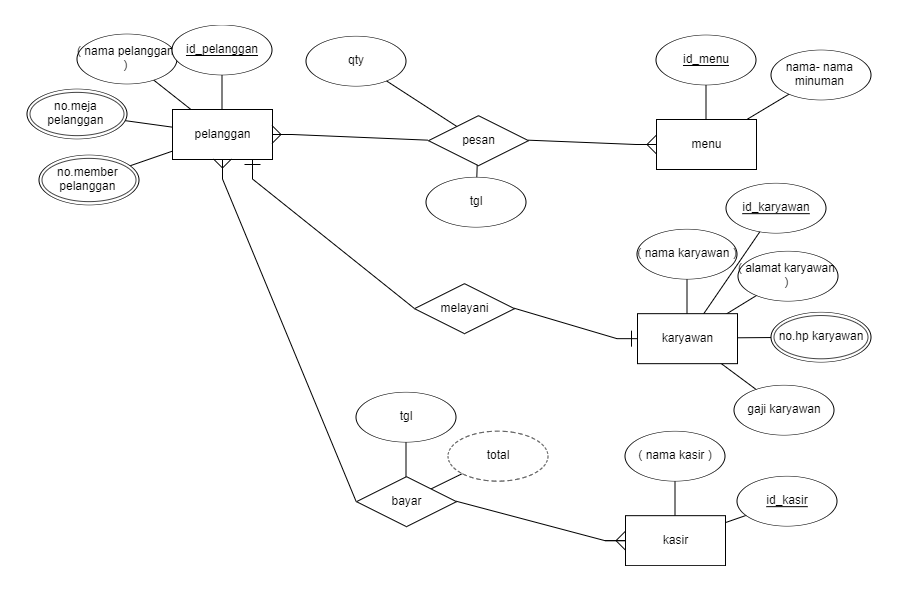 ( nama pelanggan
)
id_pelanggan
no.meja
pelanggan
no.member
pelanggan
pelanggan
qty
pesan
tgl
id_menu
nama- nama
minuman
menu
id_karyawan
( nama karyawan )
( alamat karyawan
)
no.hp karyawan
gaji karyawan
karyawan
melayani
tgl
total
bayar
( nama kasir )
id_kasir
kasir